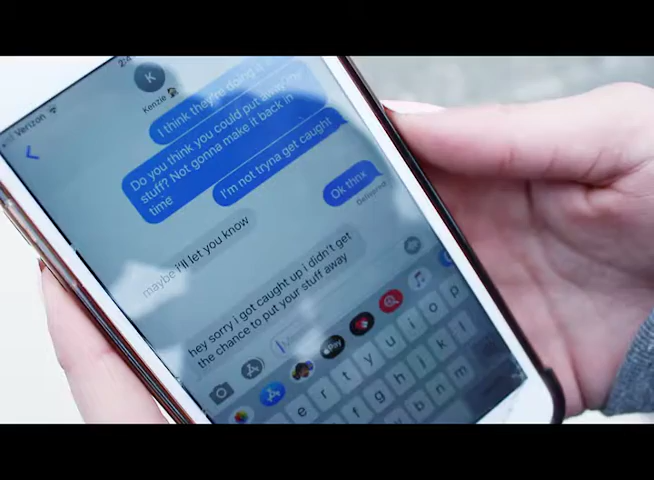 Verizon
K
Kenzie
I think they're doing it
Do you think you could put away my
stuff? Not gonna make it back in
time
I'm not tryna get caught
Ok thnx
Delivered
maybe I'll let you know
hey sorry i got caught up i didn't get
the chance to put your stuff away
Pay
e r t y u i o p
f g h j k l
v b n m